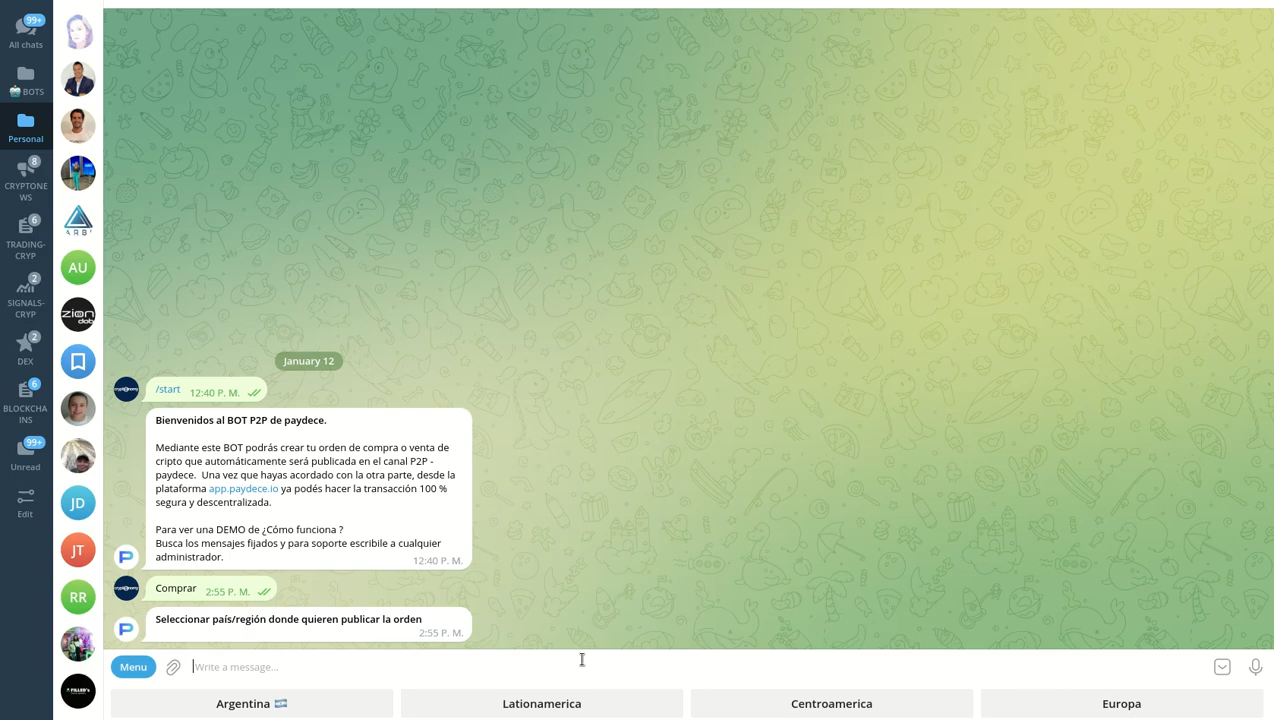 99+
All chats
BOTS
Personal
8
CRYPTONE
WS
6
TRADING-
CRYP
2
SIGNALS-
CRYP
2
DEX
6
BLOCKCHA
INS
99+
Unread
Edit
ARB
AU
zion
JD
JT
RR
FILLED's
January 12
/start 12:40 P. M.
Bienvenidos al BOT P2P de paydece.
Mediante este BOT podrás crear tu orden de compra o venta de
cripto que automáticamente será publicada en el canal P2P -
paydece. Una vez que hayas acordado con la otra parte, desde la
plataforma app.paydece.io ya podés hacer la transacción 100 %
segura y descentralizada.
Para ver una DEMO de ¿Cómo funciona ?
Busca los mensajes fijados y para soporte escribile a cualquier
administrador.
12:40 P. M.
Comprar 2:55 P. M.
Seleccionar país/región donde quieren publicar la orden
2:55 P. M.
Menu Write a message...
Argentina Lationamerica Centroamerica Europa